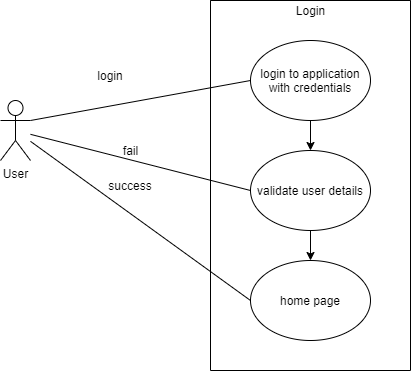 Login
login
login to application
with credentials
fail
User
success
validate user details
home page